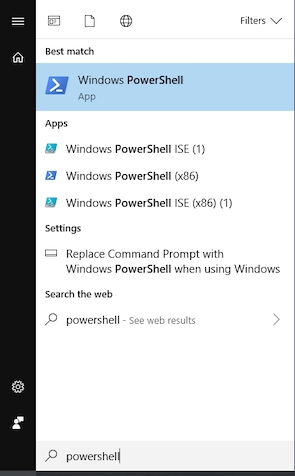 Filters
Best match
Windows PowerShell
App
Apps
Windows PowerShell ISE (1)
Windows PowerShell (x86)
Windows PowerShell ISE (x86) (1)
Settings
Replace Command Prompt with
Windows PowerShell when using Windows
Search the web
powershell - See web results
powershell